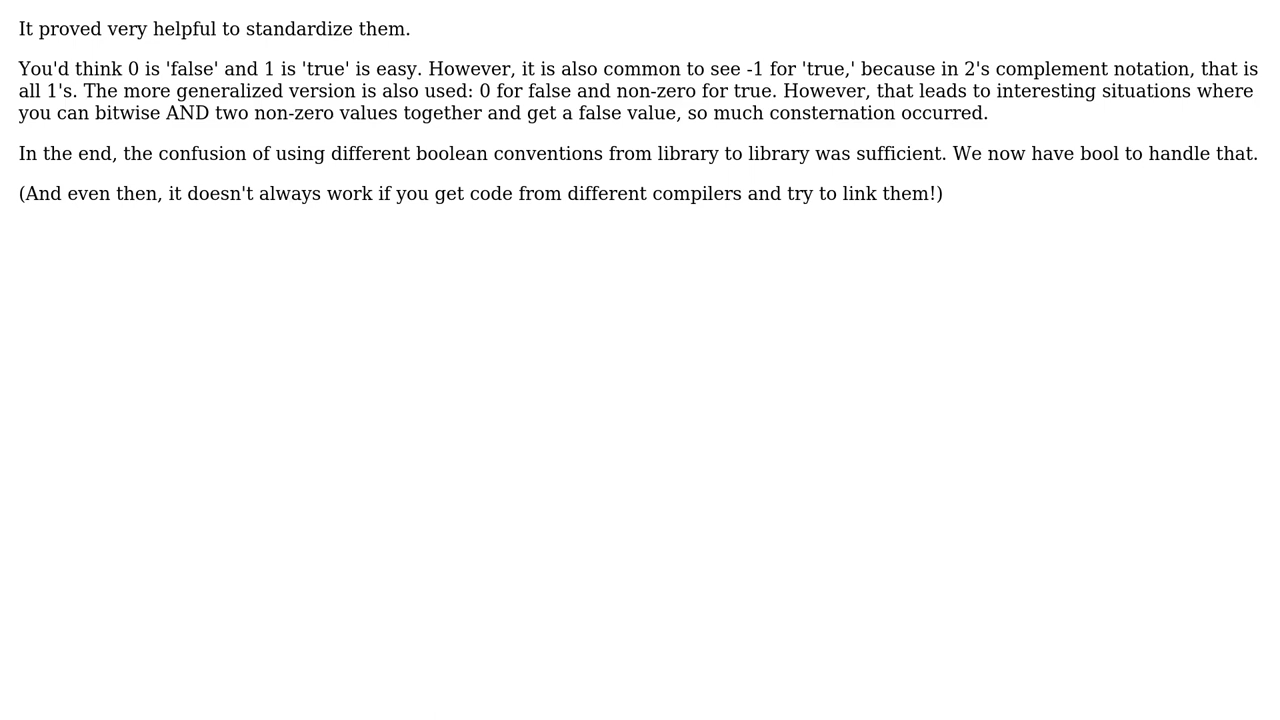 It proved very helpful to standardize them.
You'd think 0 is 'false' and 1 is 'true' is easy. However, it is also common to see -1 for 'true,' because in 2's complement notation, that is
all 1's. The more generalized version is also used: 0 for false and non-zero for true. However, that leads to interesting situations where
you can bitwise AND two non-zero values together and get a false value, so much consternation occurred.
In the end, the confusion of using different boolean conventions from library to library was sufficient. We now have bool to handle that.
(And even then, it doesn't always work if you get code from different compilers and try to link them!)